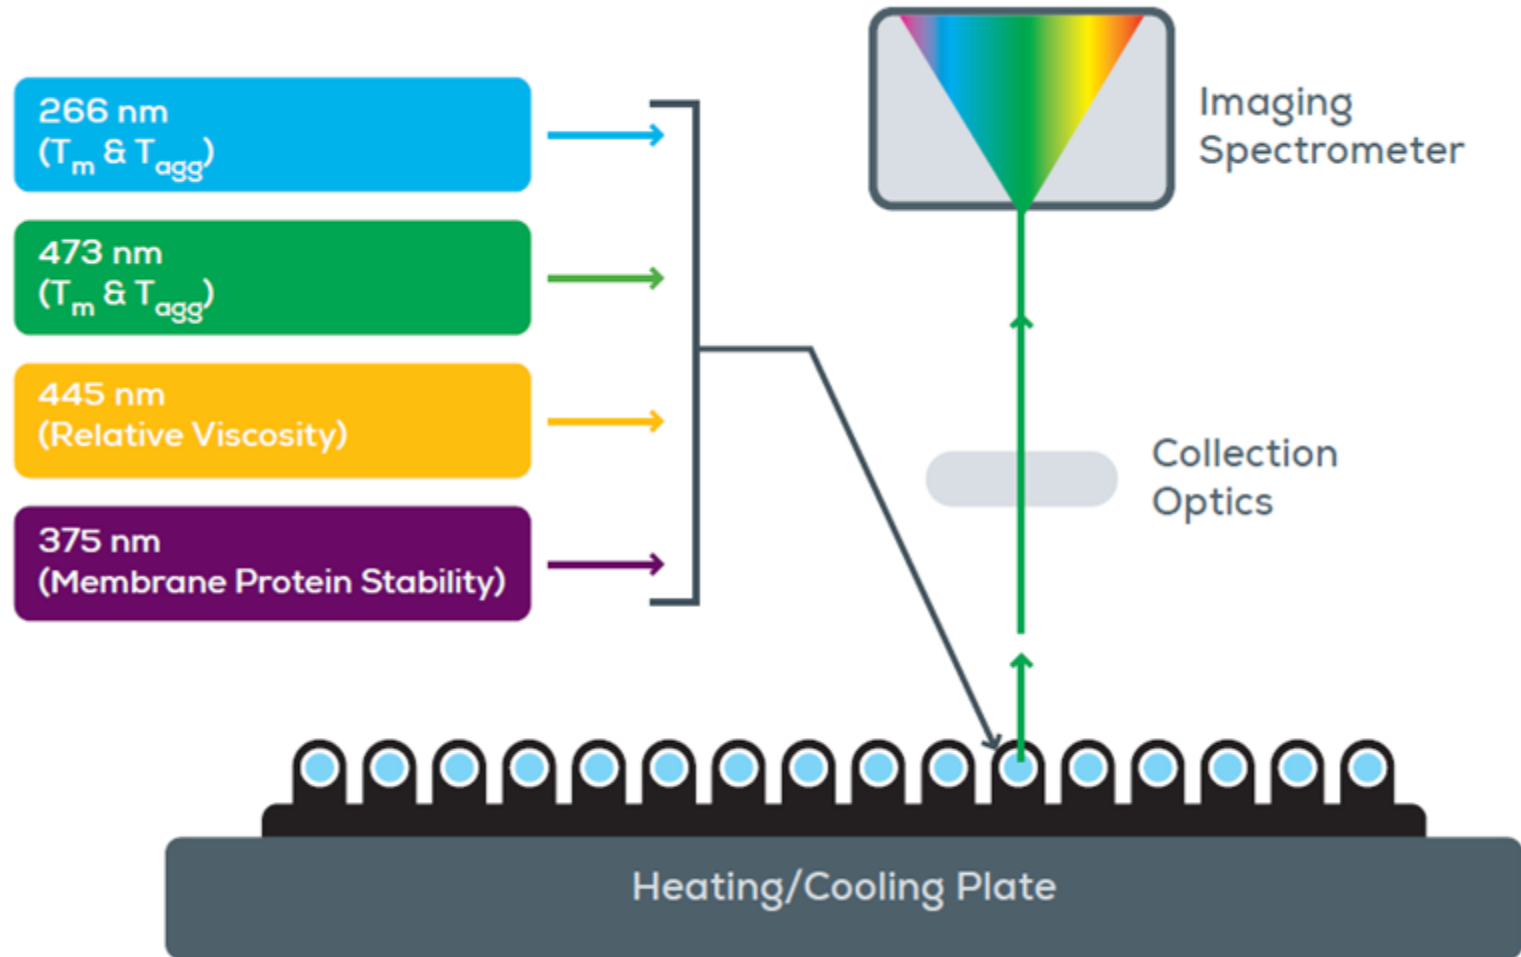 266 nm
(Tm & Tagg)
473 nm
(Tm & Tagg)
445 nm
(Relative Viscosity)
375 nm
(Membrane Protein Stability)
Imaging
Spectrometer
Collection
Optics
Heating/Cooling Plate